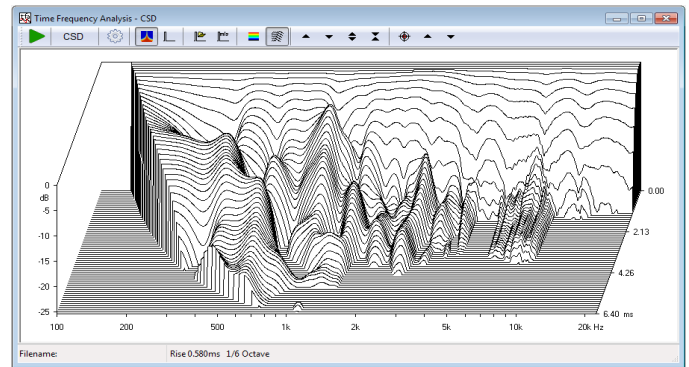 Time Frequency Analysis - CSD
CSD
0
dB
-5
-10
-15
-20
-25
0.00
2.13
4.26
6.40 ms
100 200 500 1k 2k 5k 10k 20k Hz
Filename: Rise 0.580ms 1/6 Octave